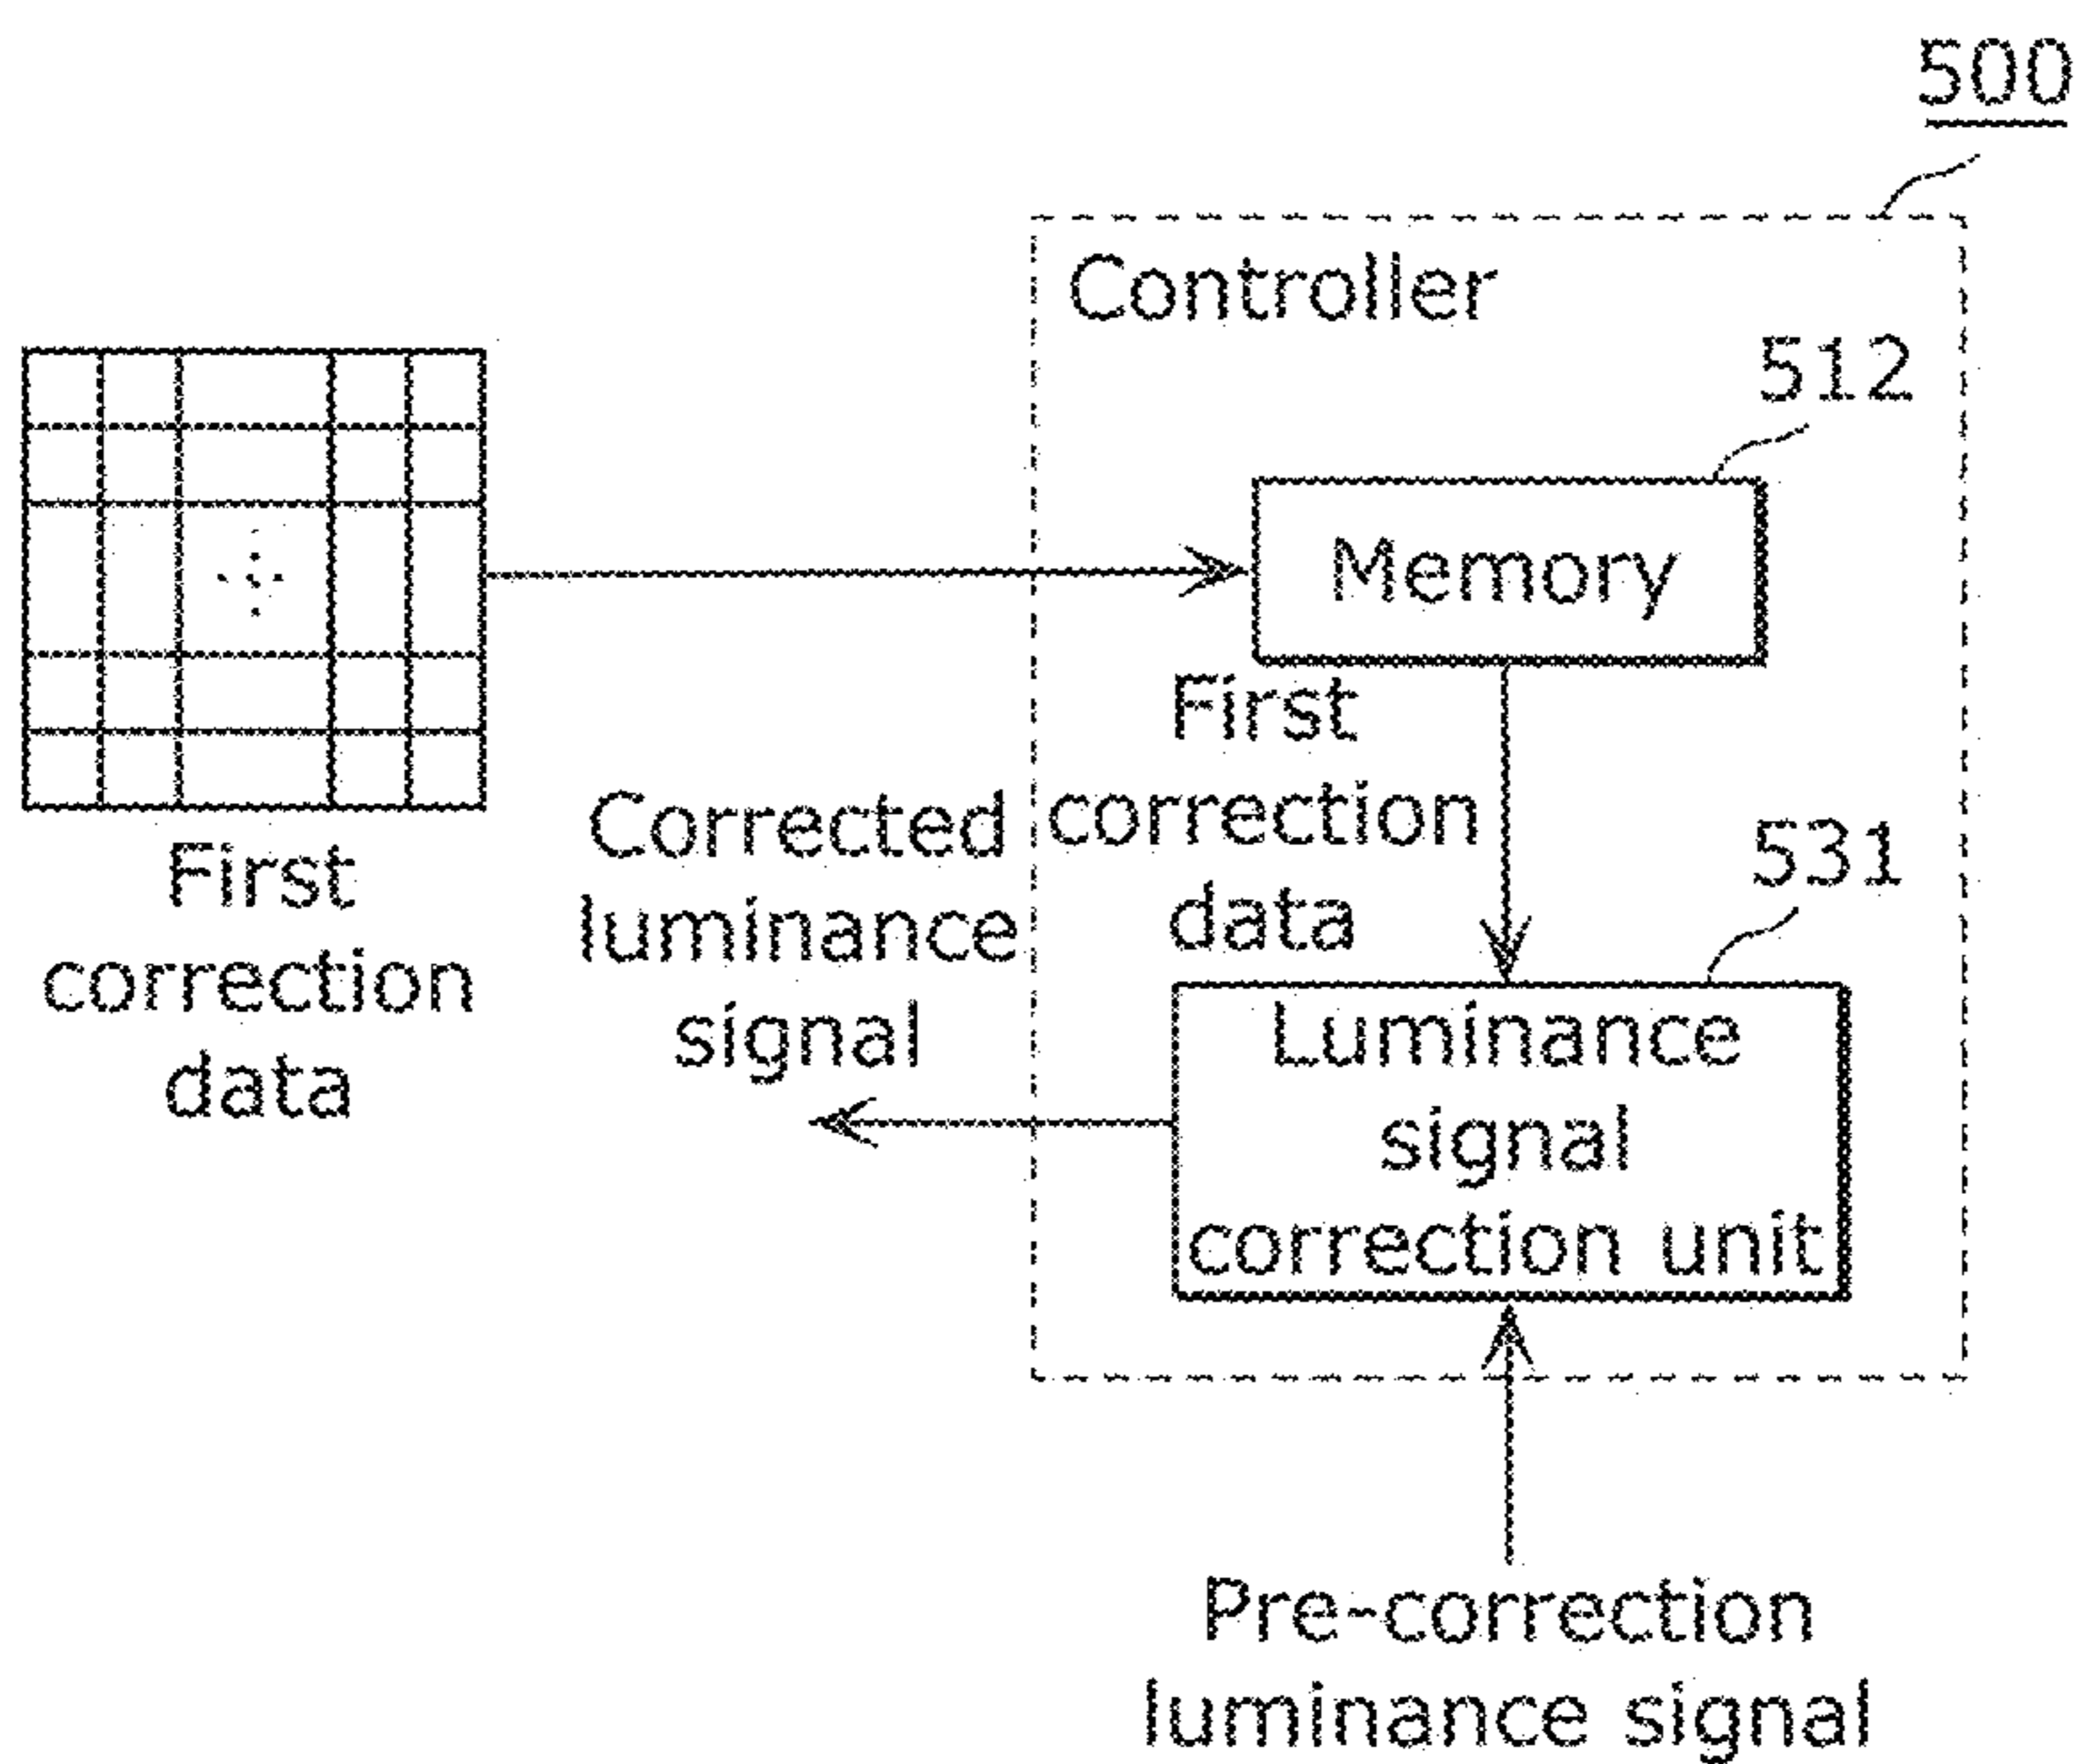 500
Controller
512
Memory
First
correction
data
First
correction
data
Corrected
luminance
signal
531
Luminance
signal
correction unit
Pre-correction
luminance signal